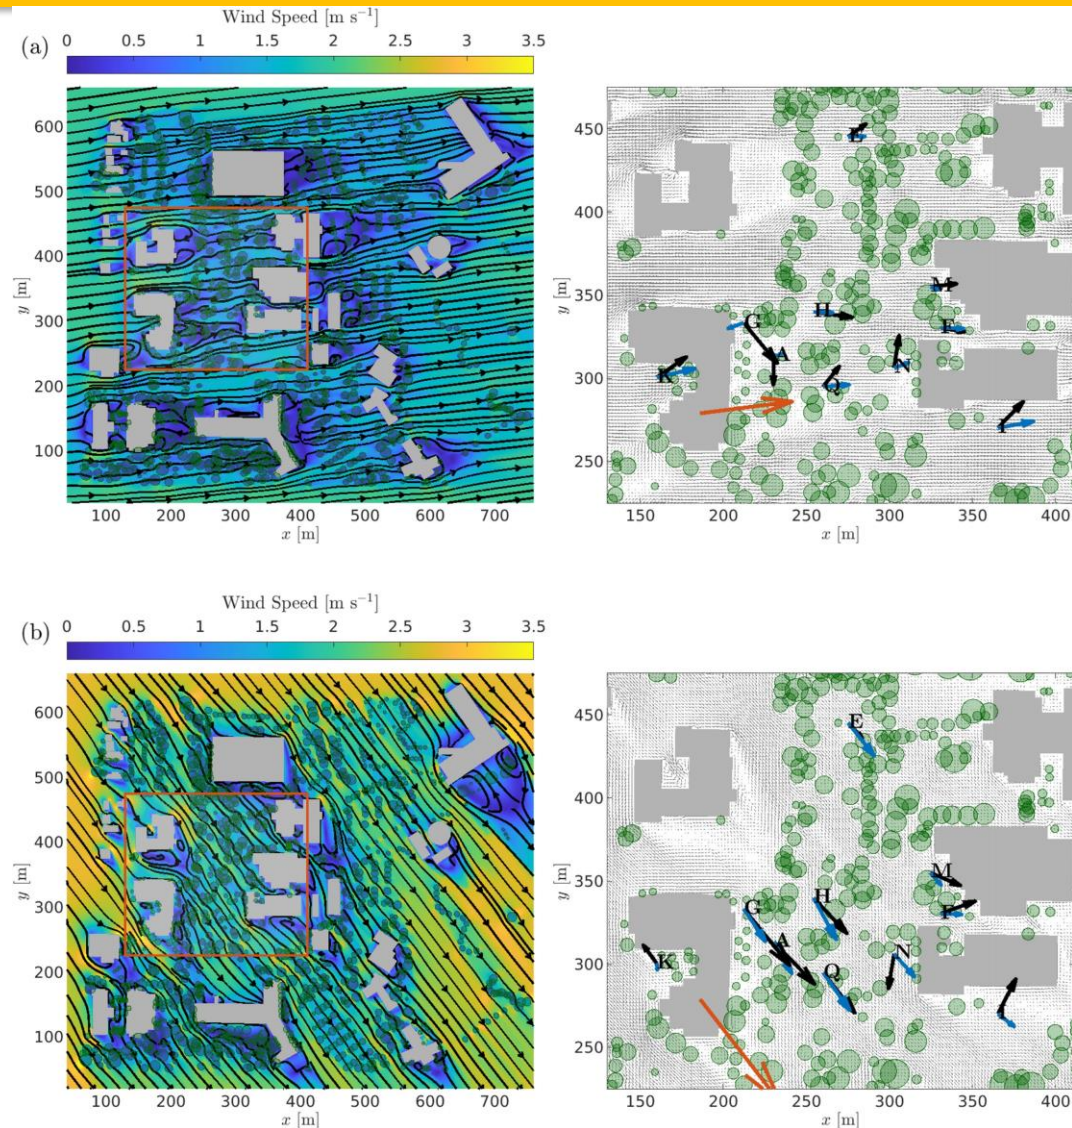 Wind Speed [m s⁻¹]
(a)
0 0.5 1 1.5 2 2.5 3 3.5
600
500
400
300
200
100
y [m]
100 200 300 400 500 600 700
x [m]
450
400
350
300
250
y [m]
E
M
H
G
F
A
N
K
Q
I
150 200 250 300 350 400
x [m]
Wind Speed [m s⁻¹]
(b)
0 0.5 1 1.5 2 2.5 3 3.5
600
500
400
300
200
100
y [m]
100 200 300 400 500 600 700
x [m]
450
400
350
300
250
y [m]
E
M
H
G
F
A
N
K
Q
I
150 200 250 300 350 400
x [m]